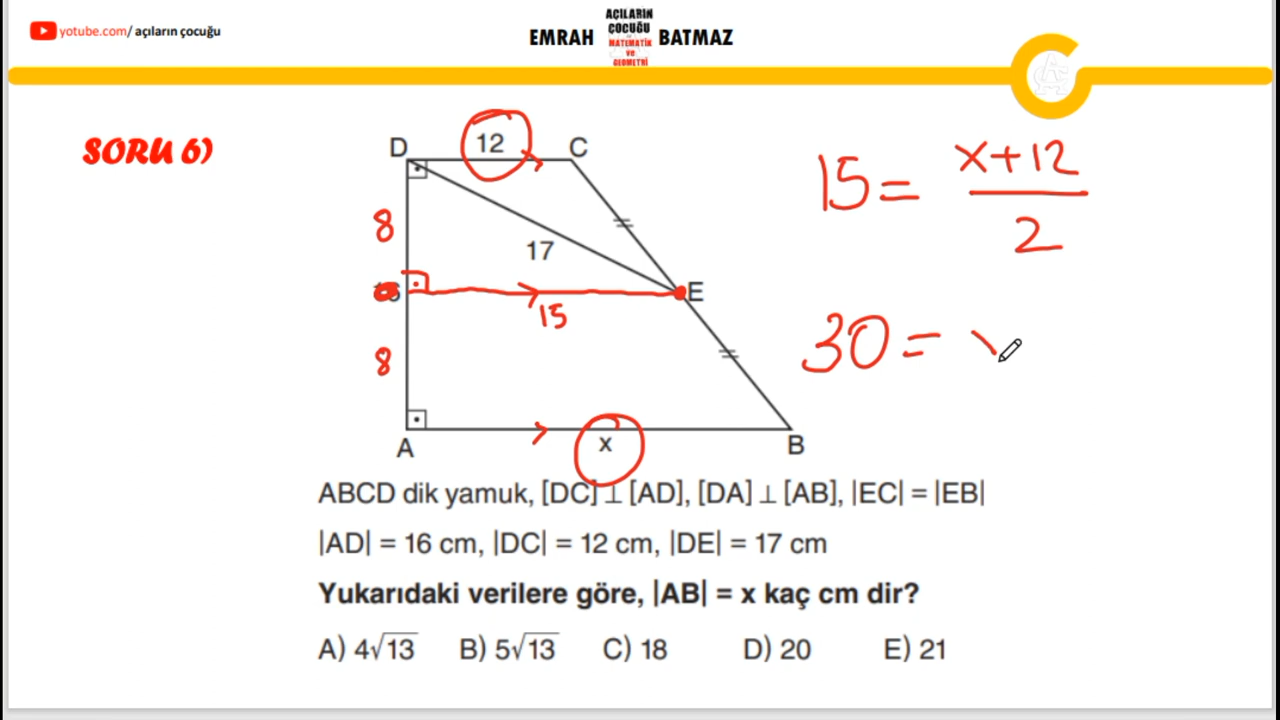 yotube.com/ açıların çocuğu
EMRAH
AÇILARIN
ÇOCUĞU
MATEMATİK
ve
GEOMETRİ
BATMAZ
SORU 6)
D 12 C
8
17
E
15
8
A x B
15 = x+12
2
30 =
ABCD dik yamuk, [DC] ⊥ [AD], [DA] ⊥ [AB], |EC| = |EB|
|AD| = 16 cm, |DC| = 12 cm, |DE| = 17 cm
Yukarıdaki verilere göre, |AB| = x kaç cm dir?
A) 4√13 B) 5√13 C) 18 D) 20 E) 21